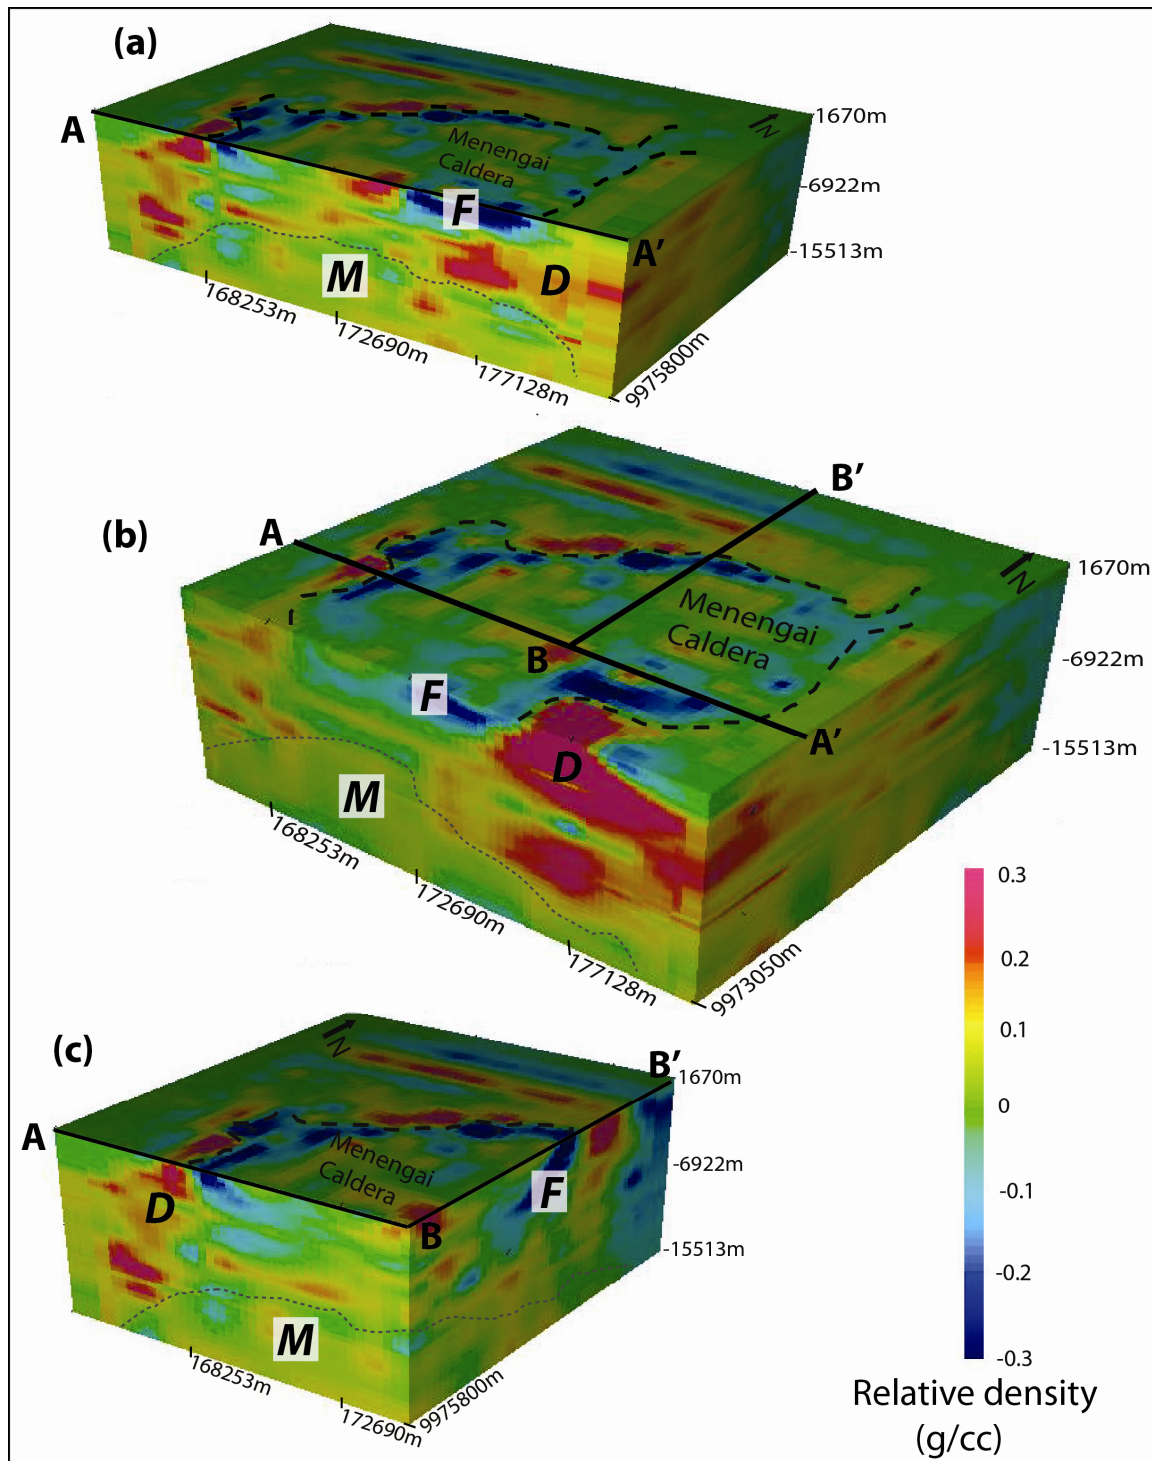 (a)
A
Menengai
Caldera
F
A’
M
D
N
1670m
-6922m
-15513m
168253m
172690m
177128m
9975800m
(b)
A
B’
B
A’
Menengai
Caldera
F
D
M
N
1670m
-6922m
-15513m
168253m
172690m
177128m
9973050m
(c)
N
A
B’
B
Menengai
Caldera
D
F
M
1670m
-6922m
-15513m
168253m
172690m
9975800m
0.3
0.2
0.1
0
-0.1
-0.2
-0.3
Relative density
(g/cc)